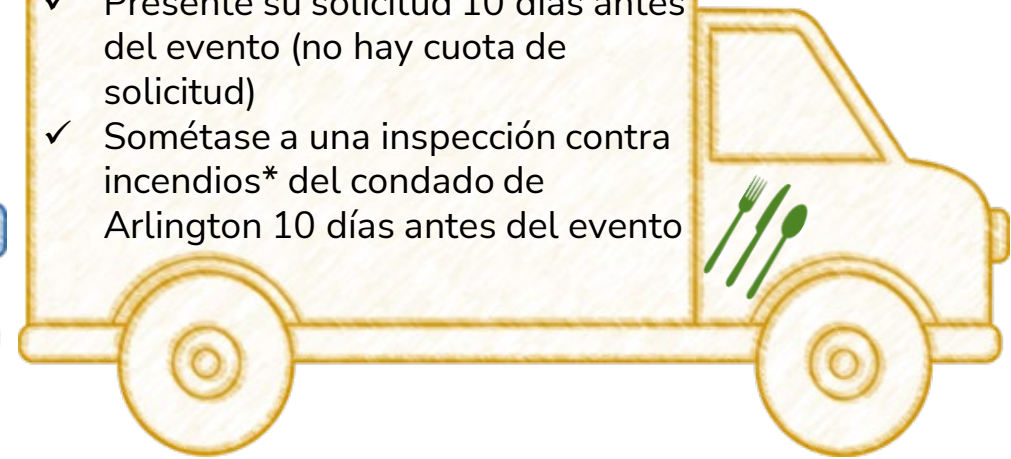 ✓ Presente su solicitud 10 días antes
del evento (no hay cuota de
solicitud)
✓ Sométase a una inspección contra
incendios* del condado de
Arlington 10 días antes del evento